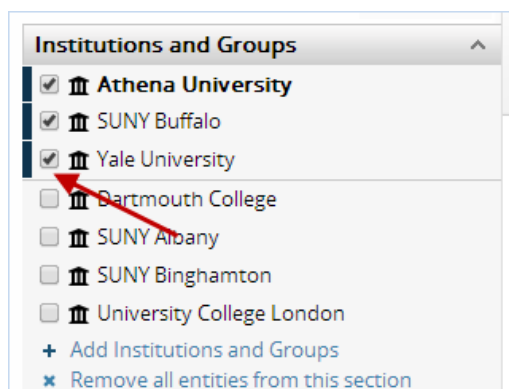 Institutions and Groups
Athena University
SUNY Buffalo
Yale University
Dartmouth College
SUNY Albany
SUNY Binghamton
University College London
+ Add Institutions and Groups
× Remove all entities from this section